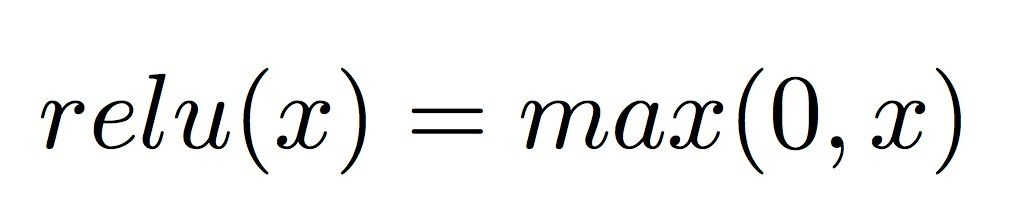 relu(x) = max(0, x)